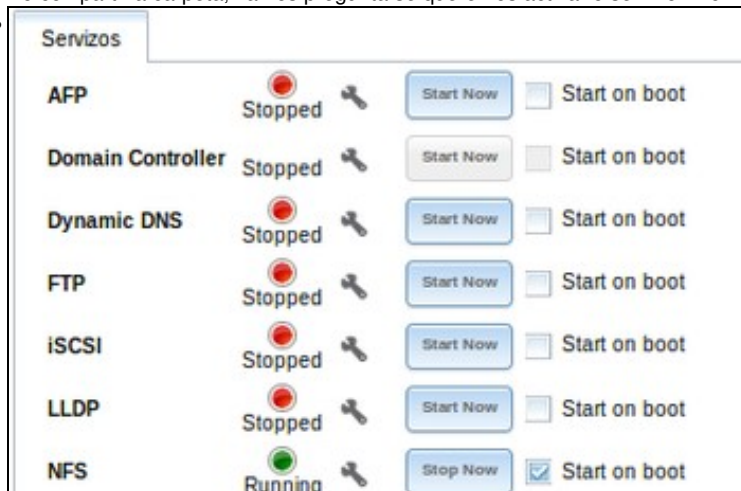 Servizos
AFP Stopped Start Now Start on boot
Domain Controller Stopped Start Now Start on boot
Dynamic DNS Stopped Start Now Start on boot
FTP Stopped Start Now Start on boot
iSCSI Stopped Start Now Start on boot
LLDP Stopped Start Now Start on boot
NFS Running Stop Now Start on boot